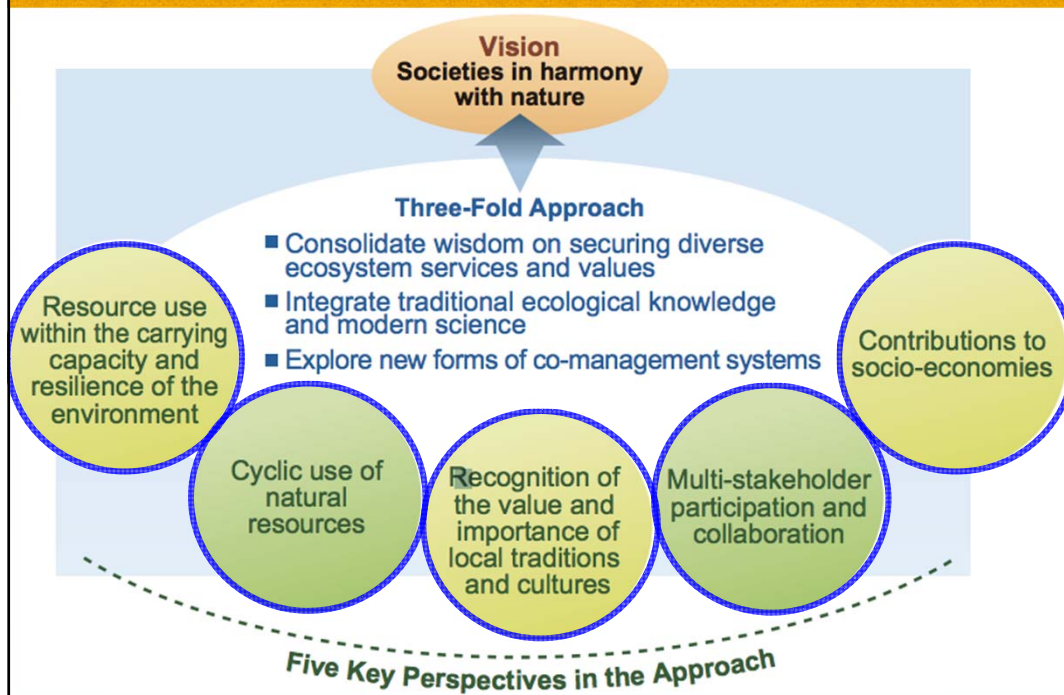 Vision
Societies in harmony
with nature
Three-Fold Approach
■ Consolidate wisdom on securing diverse
ecosystem services and values
■ Integrate traditional ecological knowledge
and modern science
■ Explore new forms of co-management systems
Resource use
within the carrying
capacity and
resilience of the
environment
Cyclic use of
natural
resources
Recognition of
the value and
importance of
local traditions
and cultures
Multi-stakeholder
participation and
collaboration
Contributions to
socio-economies
Five Key Perspectives in the Approach